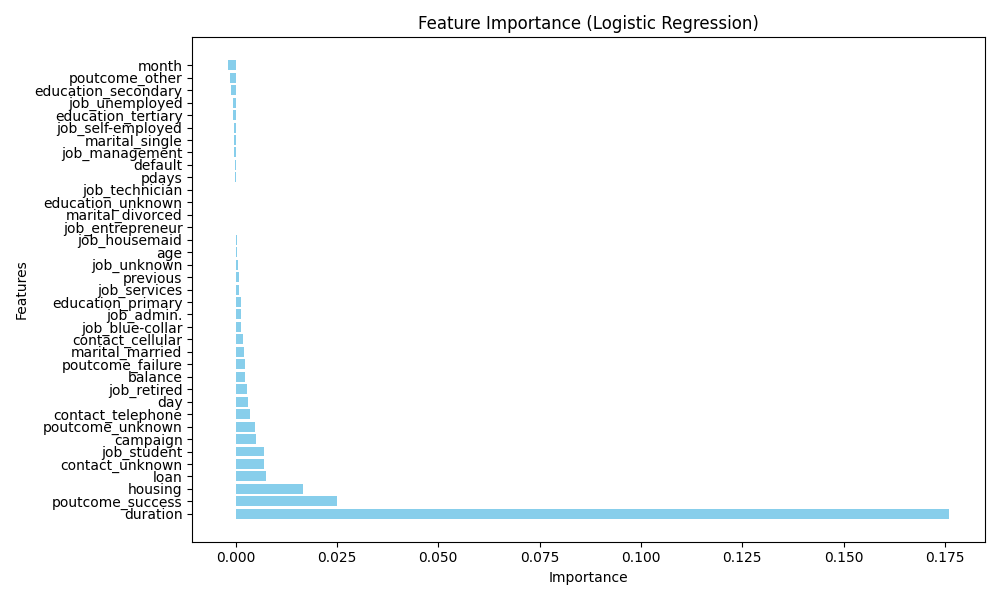 Feature Importance (Logistic Regression)
month
poutcome_other
education_secondary
job_unemployed
education_tertiary
job_self-employed
marital_single
job_management
default
pdays
job_technician
education_unknown
marital_divorced
job_entrepreneur
job_housemaid
age
job_unknown
previous
job_services
education_primary
job_admin.
job_blue-collar
contact_cellular
marital_married
poutcome_failure
balance
job_retired
day
contact_telephone
poutcome_unknown
campaign
job_student
contact_unknown
loan
housing
poutcome_success
duration
Features
0.000 0.025 0.050 0.075 0.100 0.125 0.150 0.175
Importance